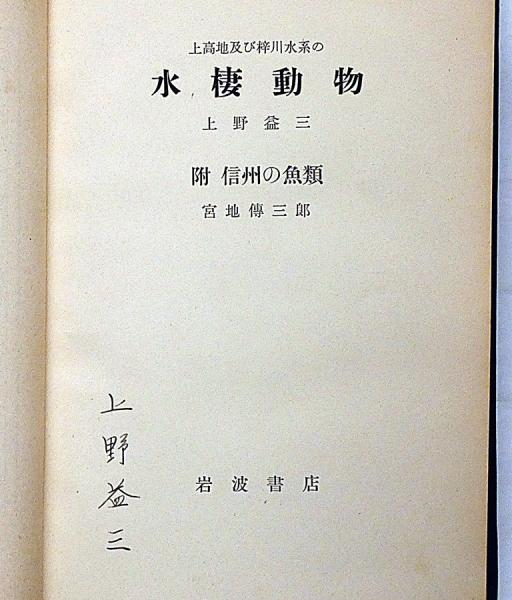 上高地及び梓川水系の
水棲動物
上野益三
附 信州の魚類
宮地傳三郎
岩波書店
上野益三